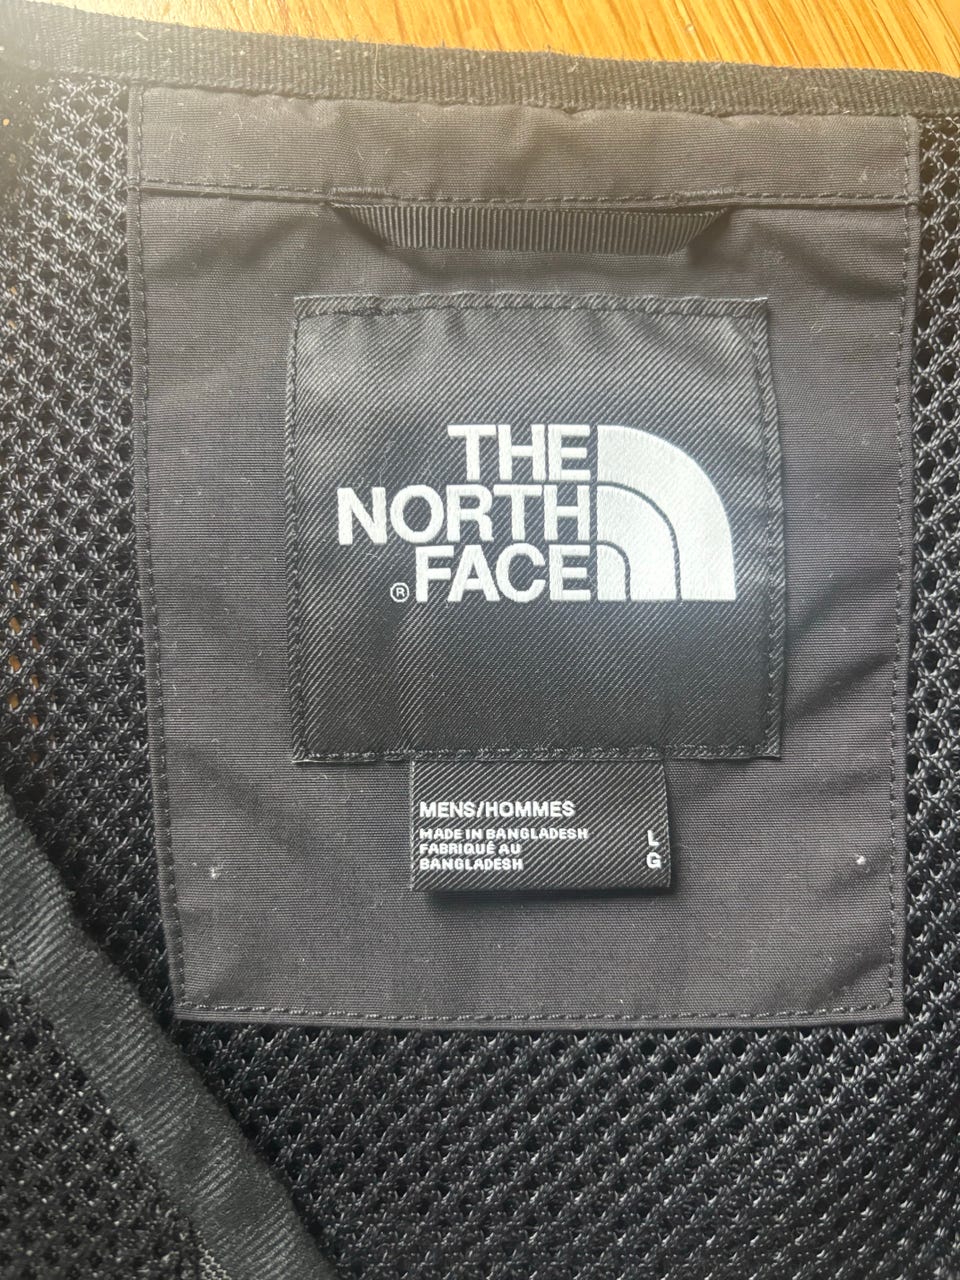 THE
NORTH
® FACE
MENS/HOMMES
MADE IN BANGLADESH L
FABRIQUÉ AU G
BANGLADESH